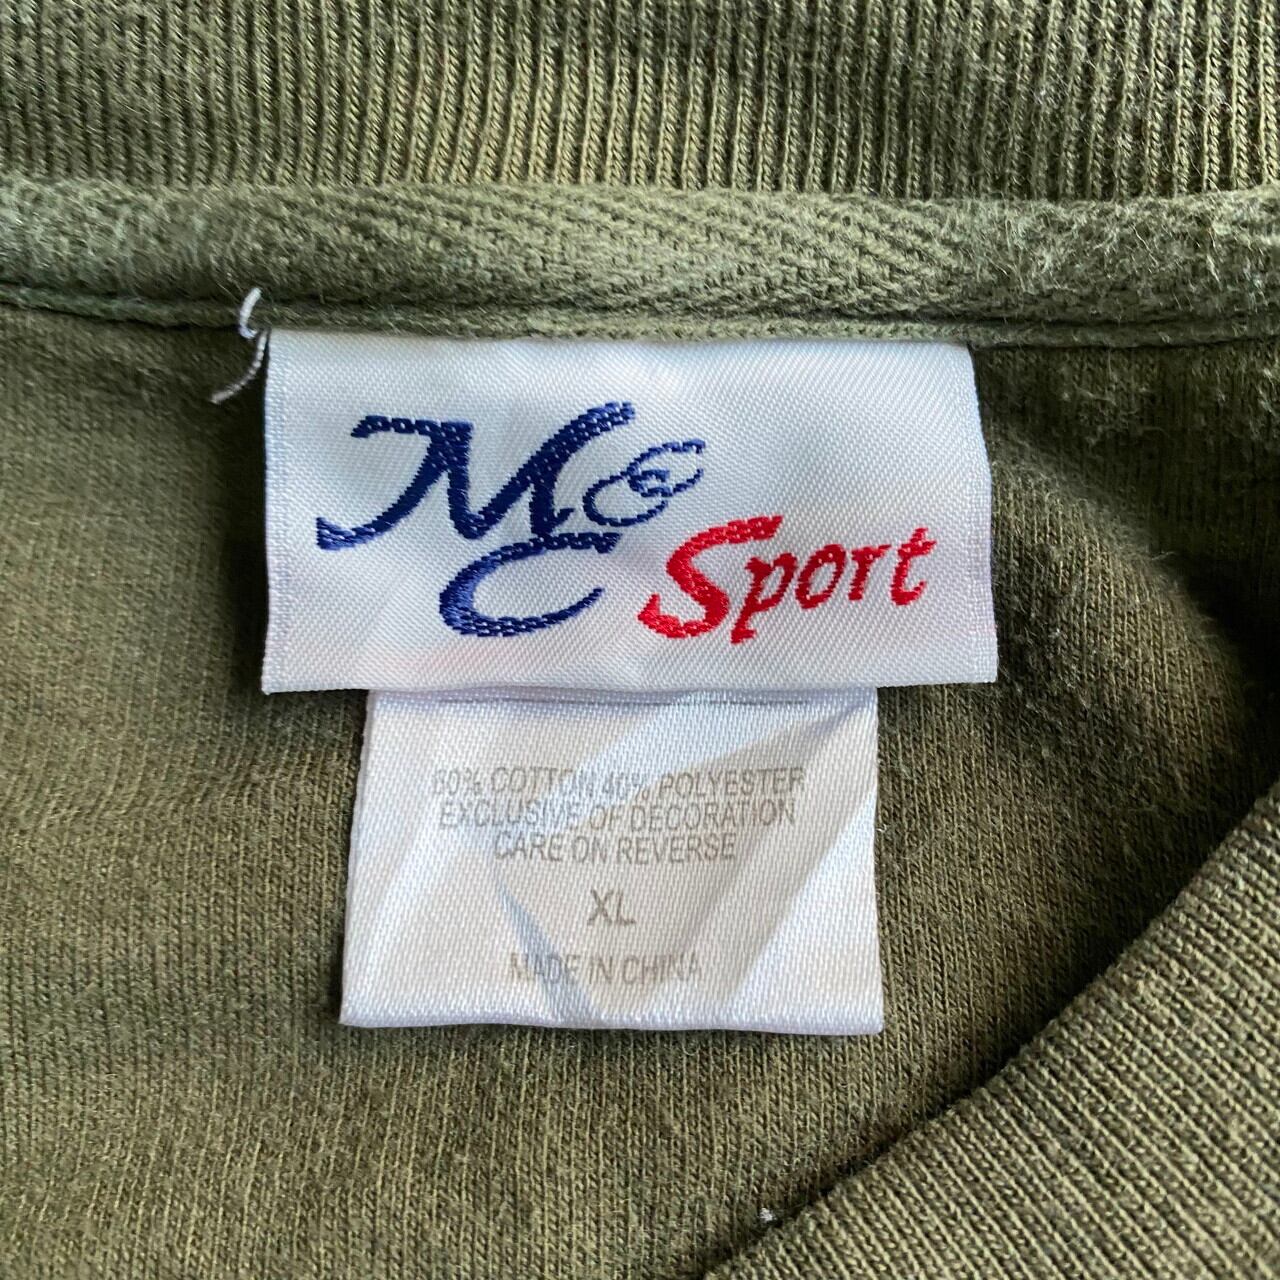 MC Sport
60% COTTON 40% POLYESTER
EXCLUSIVE OF DECORATION
CARE ON REVERSE
XL
MADE IN CHINA